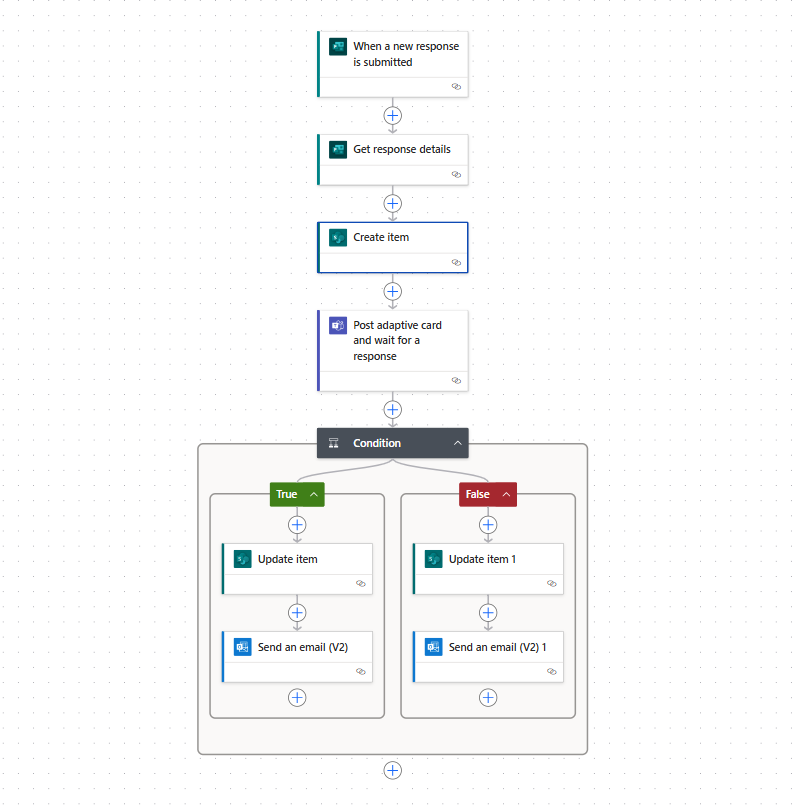 When a new response
is submitted
Get response details
Create item
Post adaptive card
and wait for a
response
Condition
True
False
Update item
Update item 1
Send an email (V2)
Send an email (V2) 1